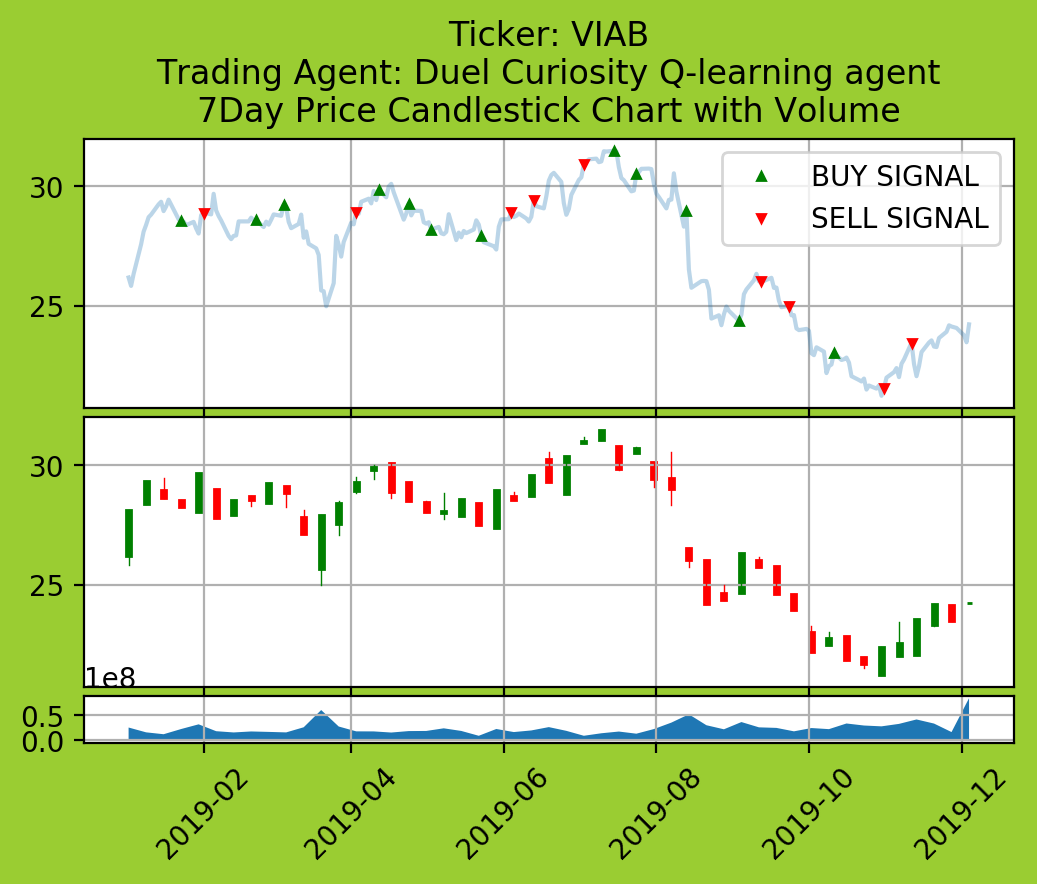 Ticker: VIAB
Trading Agent: Duel Curiosity Q-learning agent
7Day Price Candlestick Chart with Volume
BUY SIGNAL
SELL SIGNAL
30
25
30
25
1e8
0.5
0.0
2019-02
2019-04
2019-06
2019-08
2019-10
2019-12